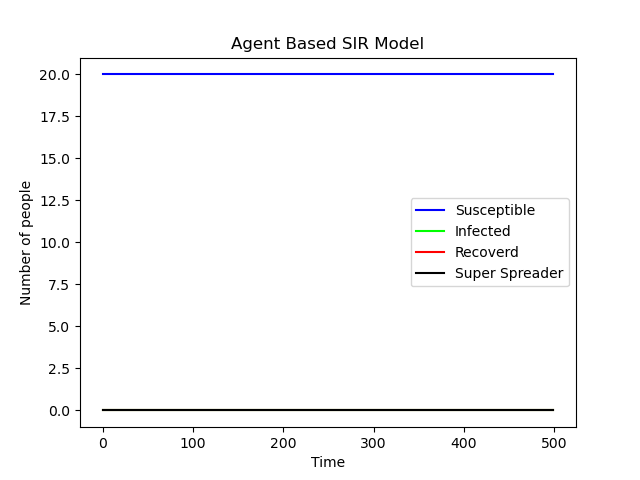 Agent Based SIR Model
20.0
17.5
15.0
12.5
10.0
7.5
5.0
2.5
0.0
Number of people
Susceptible
Infected
Recoverd
Super Spreader
0 100 200 300 400 500
Time